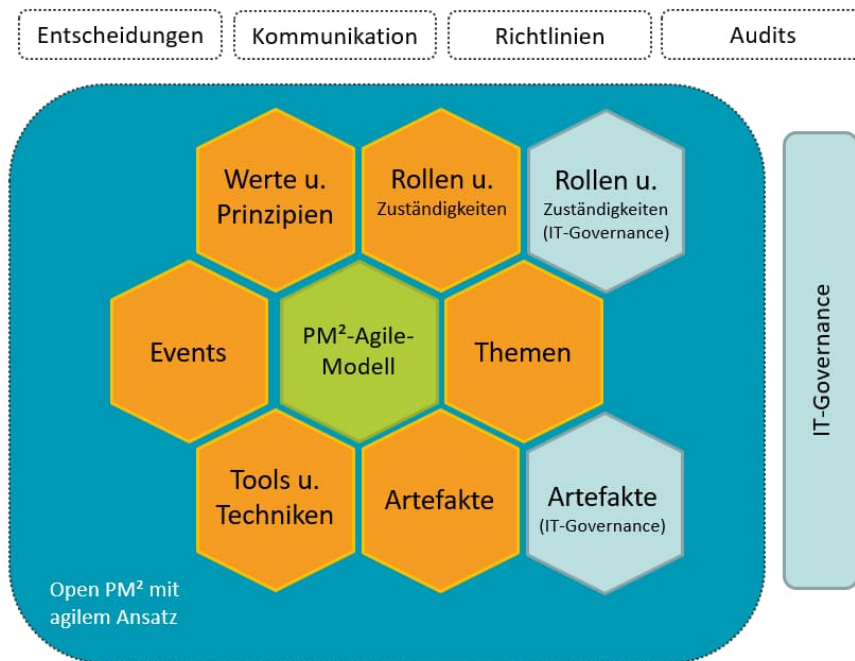 Entscheidungen
Kommunikation
Richtlinien
Audits
Werte u.
Prinzipien
Rollen u.
Zuständigkeiten
Rollen u.
Zuständigkeiten
(IT-Governance)
Events
PM²-Agile-
Modell
Themen
Tools u.
Techniken
Artefakte
Artefakte
(IT-Governance)
Open PM² mit
agilem Ansatz
IT-Governance